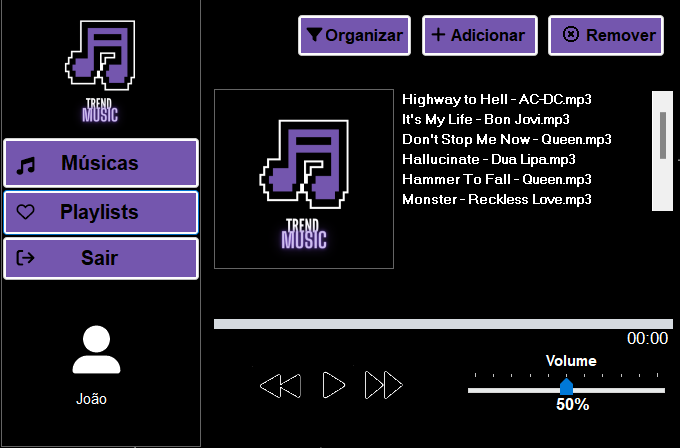 TREND
MUSIC
Músicas
Playlists
Sair
João
Organizar
Adicionar
Remover
TREND
MUSIC
Highway to Hell - AC-DC.mp3
It's My Life - Bon Jovi.mp3
Don't Stop Me Now - Queen.mp3
Hallucinate - Dua Lipa.mp3
Hammer To Fall - Queen.mp3
Monster - Reckless Love.mp3
00:00
Volume
50%